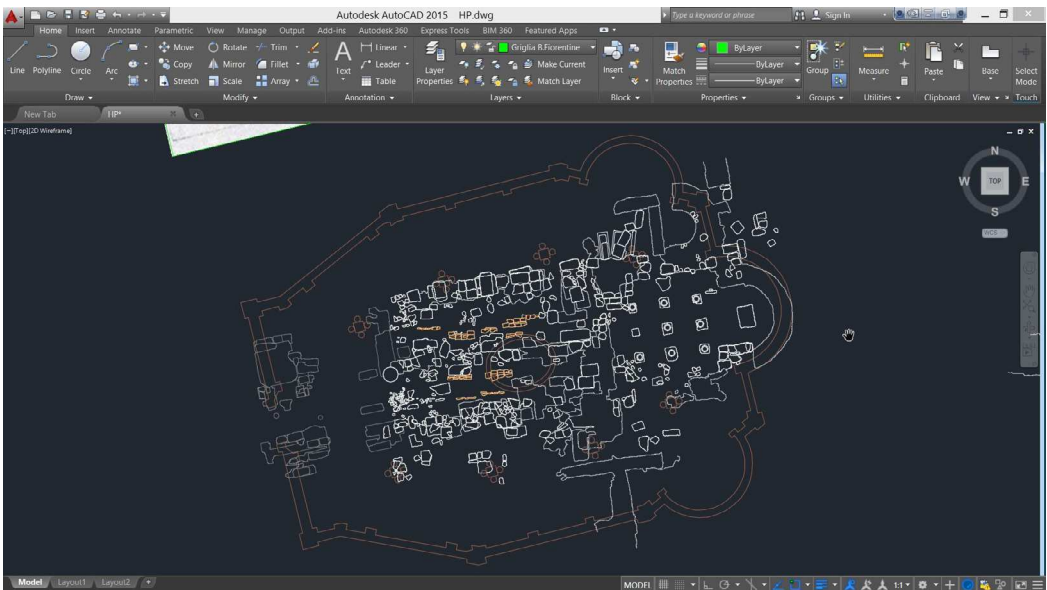 Autodesk AutoCAD 2015 HP.dwg
Type a keyword or phrase
Sign In
Home Insert Annotate Parametric View Manage Output Add-ins Autodesk 360 Express Tools BIM 360 Featured Apps
Line Polyline Circle Arc
Move Rotate Trim
Copy Mirror Fillet
Stretch Scale Array
Text
Linear
Leader
Table
Layer Properties
Griglia B.Fiorentine
Make Current
Match Layer
Insert
Match Properties
ByLayer
ByLayer
ByLayer
Group
Measure
Paste
Base
Select Mode
Draw Modify Annotation Layers Block Properties Groups Utilities Clipboard View Touch
New Tab HP*
[−][Top][2D Wireframe]
N
W TOP E
S
WCS
Model Layout1 Layout2 +
MODEL 1:1